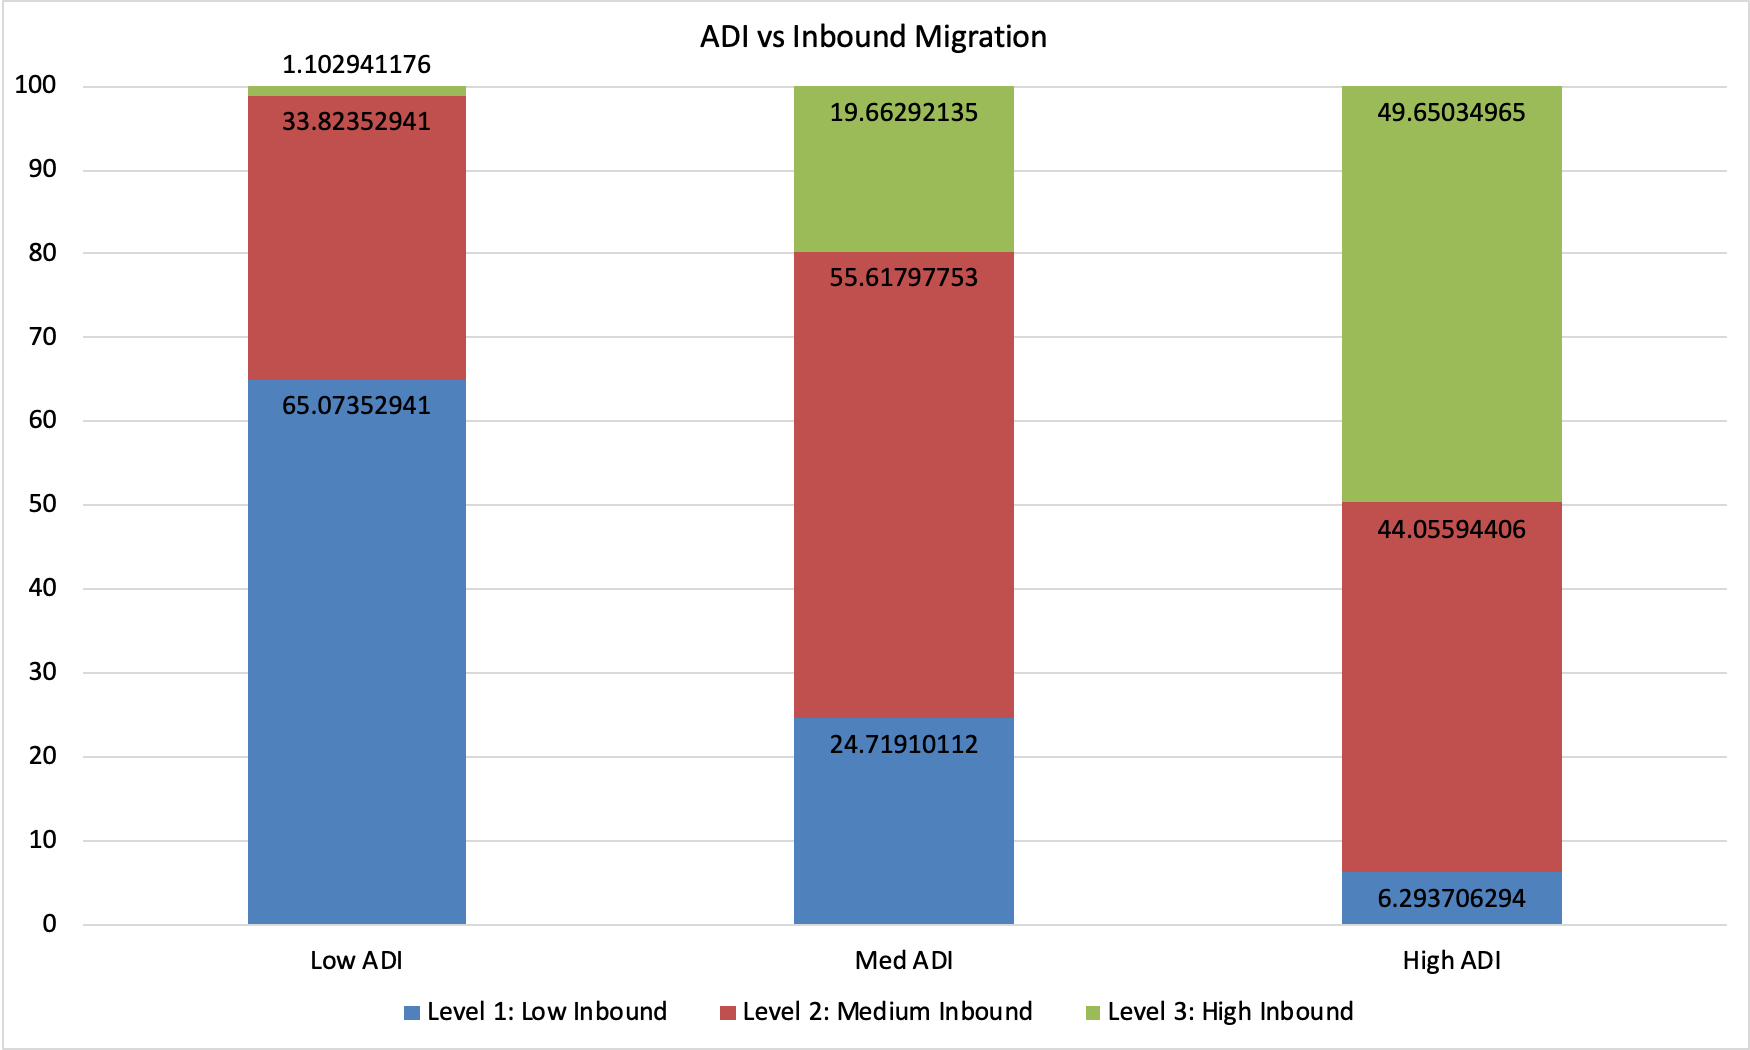 ADI vs Inbound Migration
1.102941176
100
33.82352941
19.66292135
49.65034965
90
80
55.61797753
70
65.07352941
60
50
44.05594406
40
30
24.71910112
20
10
6.293706294
0
Low ADI
Med ADI
High ADI
Level 1: Low Inbound
Level 2: Medium Inbound
Level 3: High Inbound